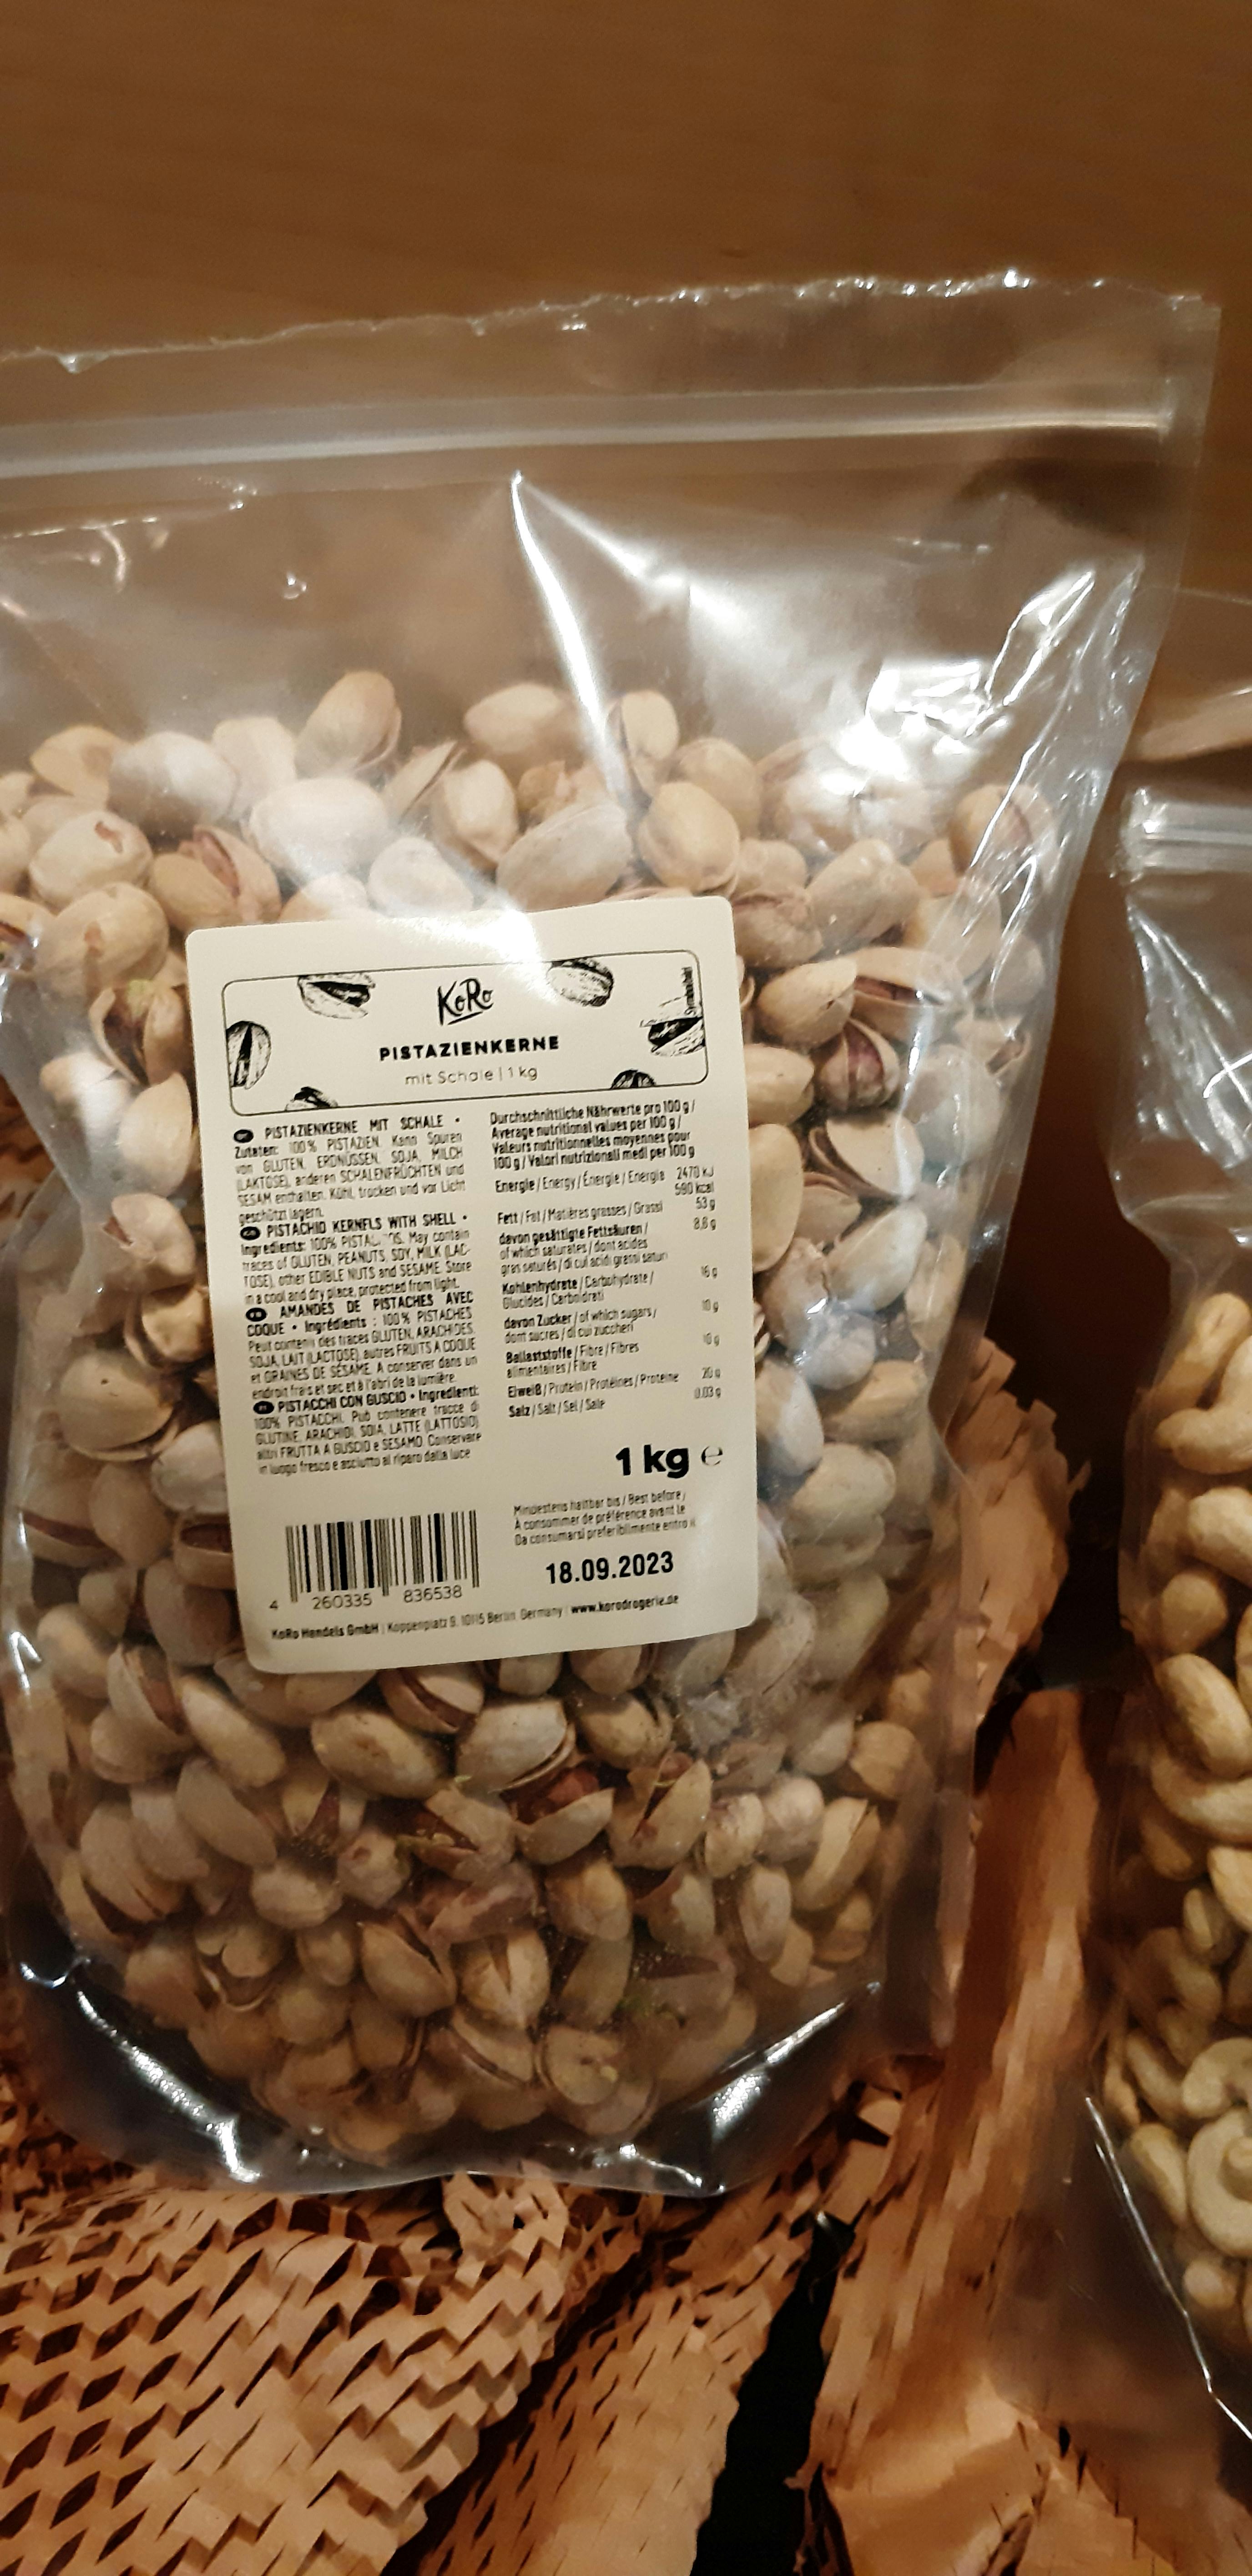 KoRo
PISTAZIENKERNE
mit Schale | 1 kg
Symbolbild
PISTAZIENKERNE MIT SCHALE •
Zutaten: 100% PISTAZIEN. Kann Spuren
von GLUTEN, ERDNÜSSEN, SOJA, MILCH
(LAKTOSE), anderen SCHALENFRÜCHTEN und
SESAM enthalten. Kühl, trocken und vor Licht
geschützt lagern.
PISTACHIO KERNELS WITH SHELL •
Ingredients: 100% May contain
traces of GLUTEN, PEANUTS, SOY, MILK (LAC-
TOSE), other EDIBLE NUTS and SESAME. Store
in a cool and dry place, protected from light.
AMANDES DE PISTACHES AVEC
COQUE • Ingrédients : 100% PISTACHES
Peut contenir des traces GLUTEN, ARACHIDES,
SOJA, LAIT (LACTOSE), autres FRUITS A COQUE
et GRAINES DE SÉSAME. A conserver dans un
endroit frais et sec et à l'abri de la lumière.
PISTACCHI CON GUSCIO • Ingredienti:
100% PISTACCHI. Può contenere tracce di
GLUTINE, ARACHIDI, SOIA, LATTE (LATTOSIO),
altri FRUTTA A GUSCIO e SESAMO. Conservare
in luogo fresco e asciutto al riparo dalla luce
Durchschnittliche Nährwerte pro 100 g /
Average nutritional values per 100 g /
Valeurs nutritionnelles moyennes pour
100 g / Valori nutrizionali medi per 100 g
Energie / Energy / Énergie / Energia 2470 kJ
590 kcal
Fett / Fat / Matières grasses / Grassi 53 g
davon gesättigte Fettsäuren / 6,6 g
of which saturates / dont acides
gras saturés / di cui acidi grassi saturi
Kohlenhydrate / Carbohydrate / 16 g
Glucides / Carboidrati
davon Zucker / of which sugars / 10 g
dont sucres / di cui zuccheri
Ballaststoffe / Fibre / Fibres 10 g
alimentaires / Fibre
Eiweiß / Protein / Protéines / Proteine 20 g
Salz / Salt / Sel / Sale 0.03 g
1 kg e
Mindestens haltbar bis / Best before /
À consommer de préférence avant le
Da consumarsi preferibilmente entro il
18.09.2023
4 260335 836538
KoRo Handels GmbH | Koppenplatz 9, 10115 Berlin Germany | www.korodrogerie.de